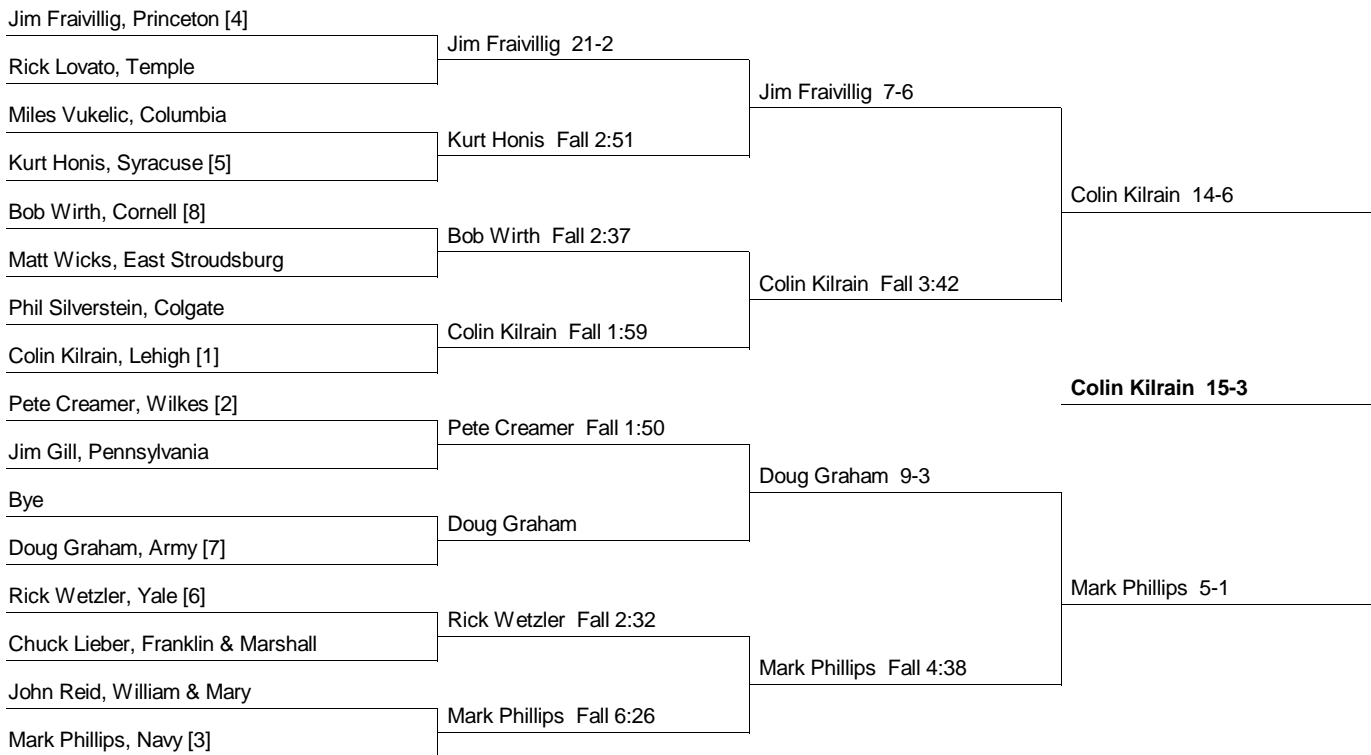 Jim Fraivillig, Princeton [4]
Rick Lovato, Temple
Miles Vukelic, Columbia
Kurt Honis, Syracuse [5]
Bob Wirth, Cornell [8]
Matt Wicks, East Stroudsburg
Phil Silverstein, Colgate
Colin Kilrain, Lehigh [1]
Pete Creamer, Wilkes [2]
Jim Gill, Pennsylvania
Bye
Doug Graham, Army [7]
Rick Wetzler, Yale [6]
Chuck Lieber, Franklin & Marshall
John Reid, William & Mary
Mark Phillips, Navy [3]
Jim Fraivillig 21-2
Kurt Honis Fall 2:51
Bob Wirth Fall 2:37
Colin Kilrain Fall 1:59
Pete Creamer Fall 1:50
Doug Graham
Rick Wetzler Fall 2:32
Mark Phillips Fall 6:26
Jim Fraivillig 7-6
Colin Kilrain Fall 3:42
Doug Graham 9-3
Mark Phillips Fall 4:38
Colin Kilrain 14-6
Mark Phillips 5-1
Colin Kilrain 15-3